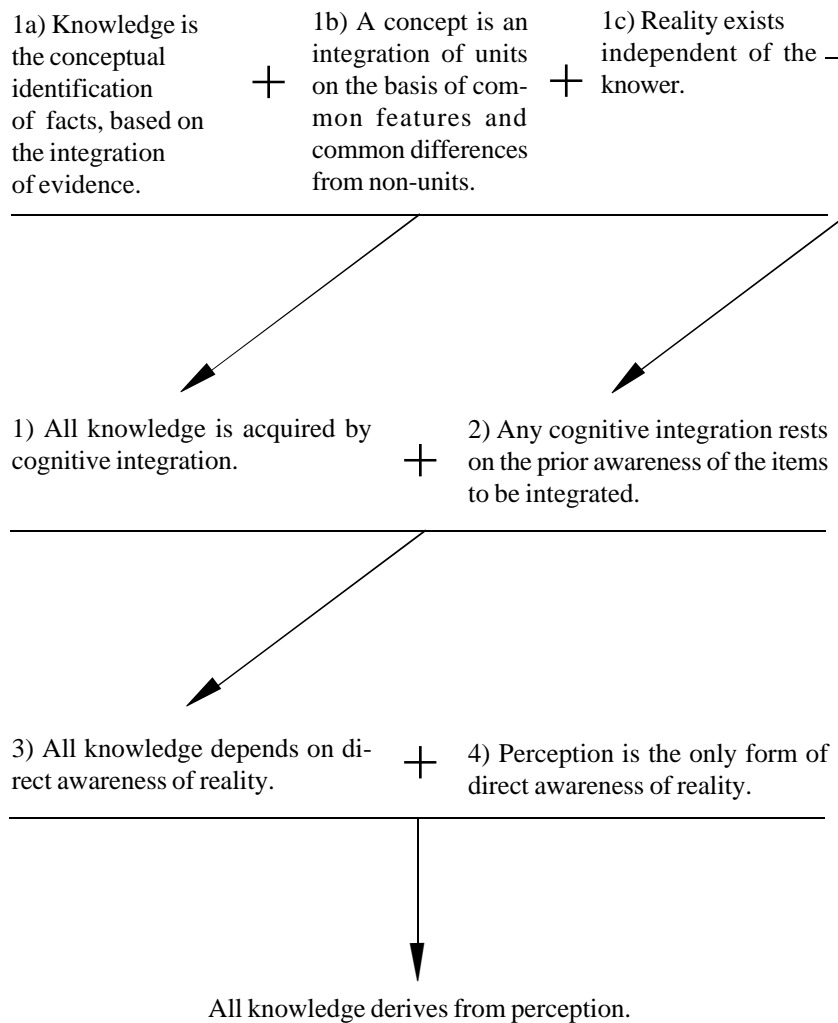 1a) Knowledge is
the conceptual
identification
of facts, based on
the integration
of evidence.
+
1b) A concept is an
integration of units
on the basis of com-
mon features and
common differences
from non-units.
+
1c) Reality exists
independent of the
knower.
1) All knowledge is acquired by
cognitive integration.
+
2) Any cognitive integration rests
on the prior awareness of the items
to be integrated.
3) All knowledge depends on di-
rect awareness of reality.
+
4) Perception is the only form of
direct awareness of reality.
All knowledge derives from perception.